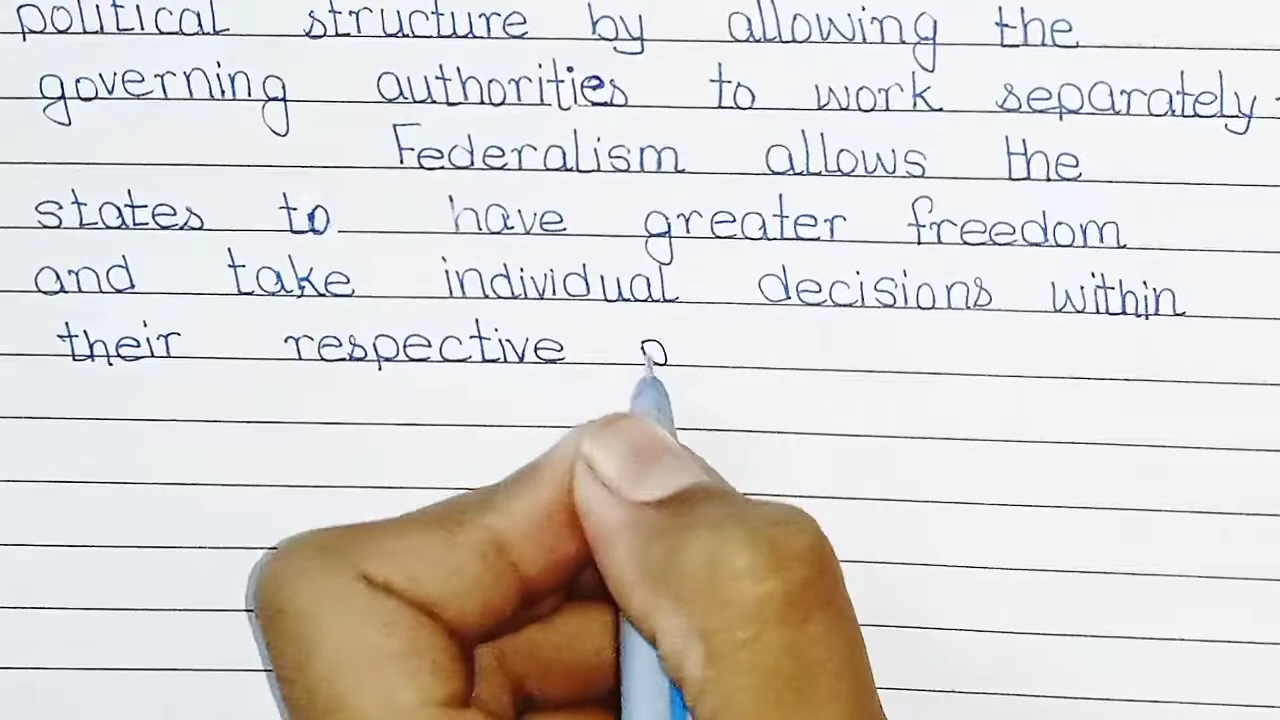 political structure by allowing the
governing authorities to work separately.
Federalism allows the
states to have greater freedom
and take individual decisions within
their respective